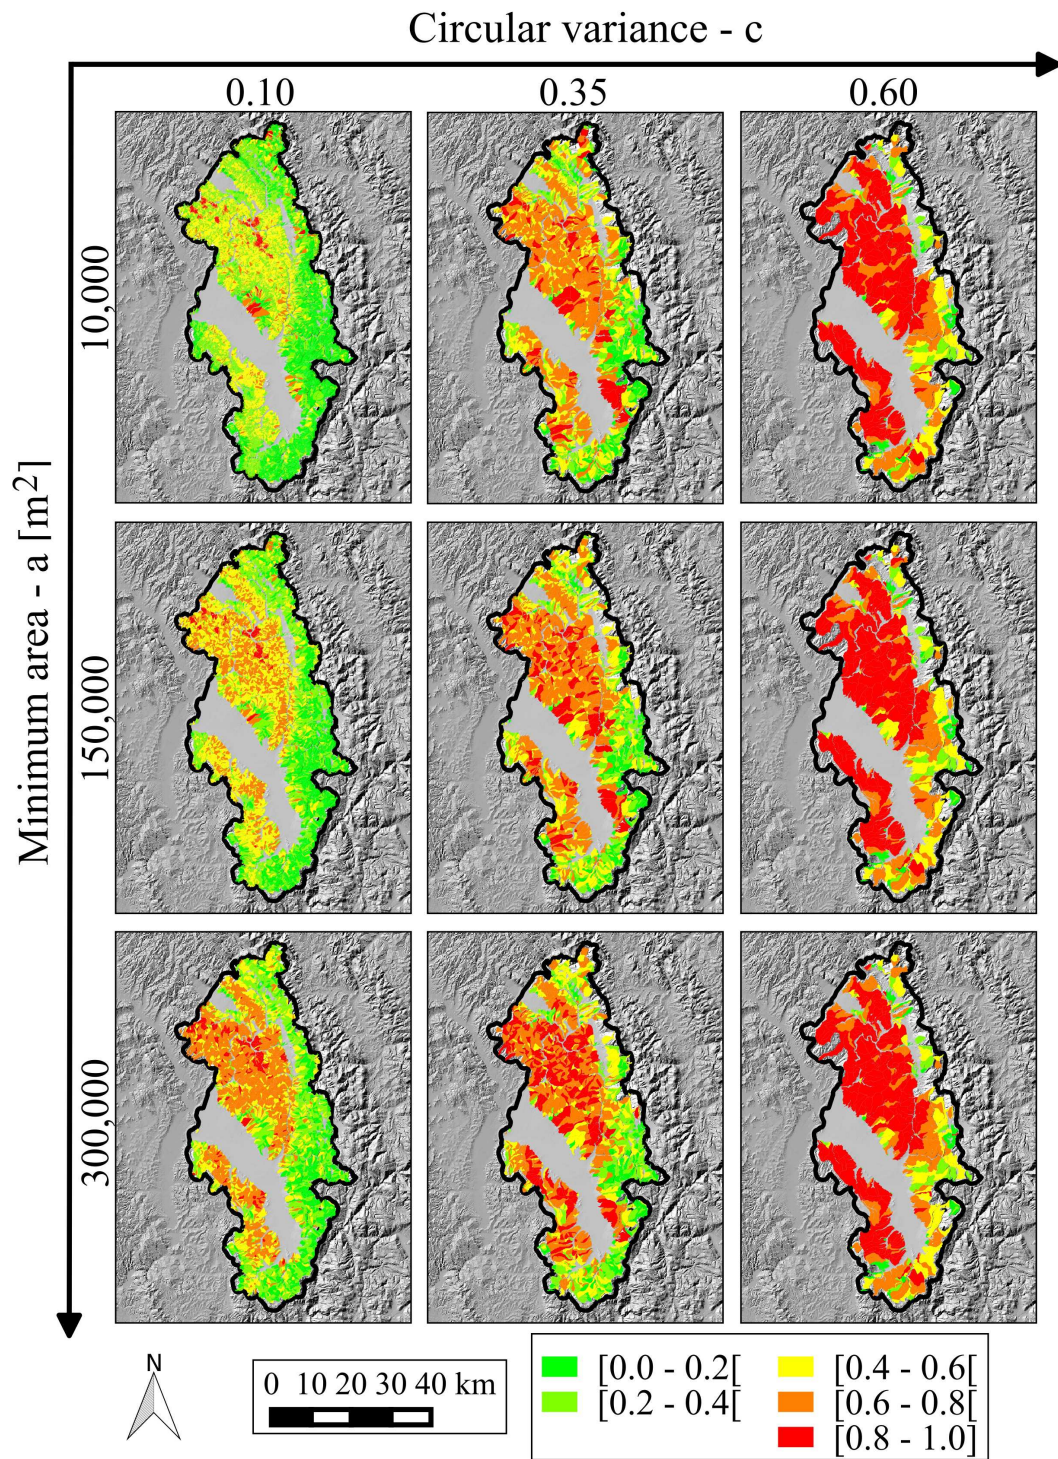 Circular variance - c
0.10 0.35 0.60
Minimum area - a [m²]
10,000
150,000
300,000
N
0 10 20 30 40 km
[0.0 - 0.2[
[0.2 - 0.4[
[0.4 - 0.6[
[0.6 - 0.8[
[0.8 - 1.0]